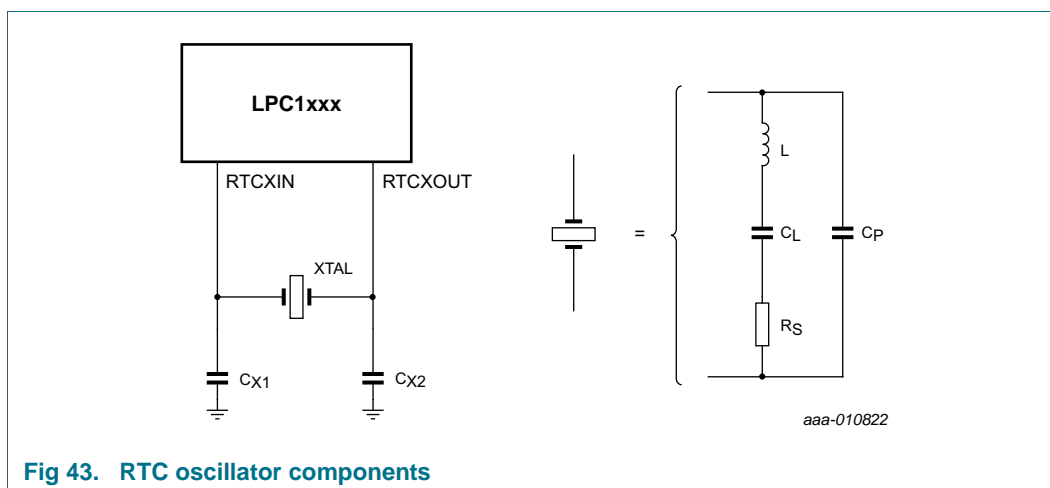 LPC1xxx
RTCXIN
RTCXOUT
XTAL
CX1
CX2
=
L
CL
CP
RS
aaa-010822
Fig 43. RTC oscillator components